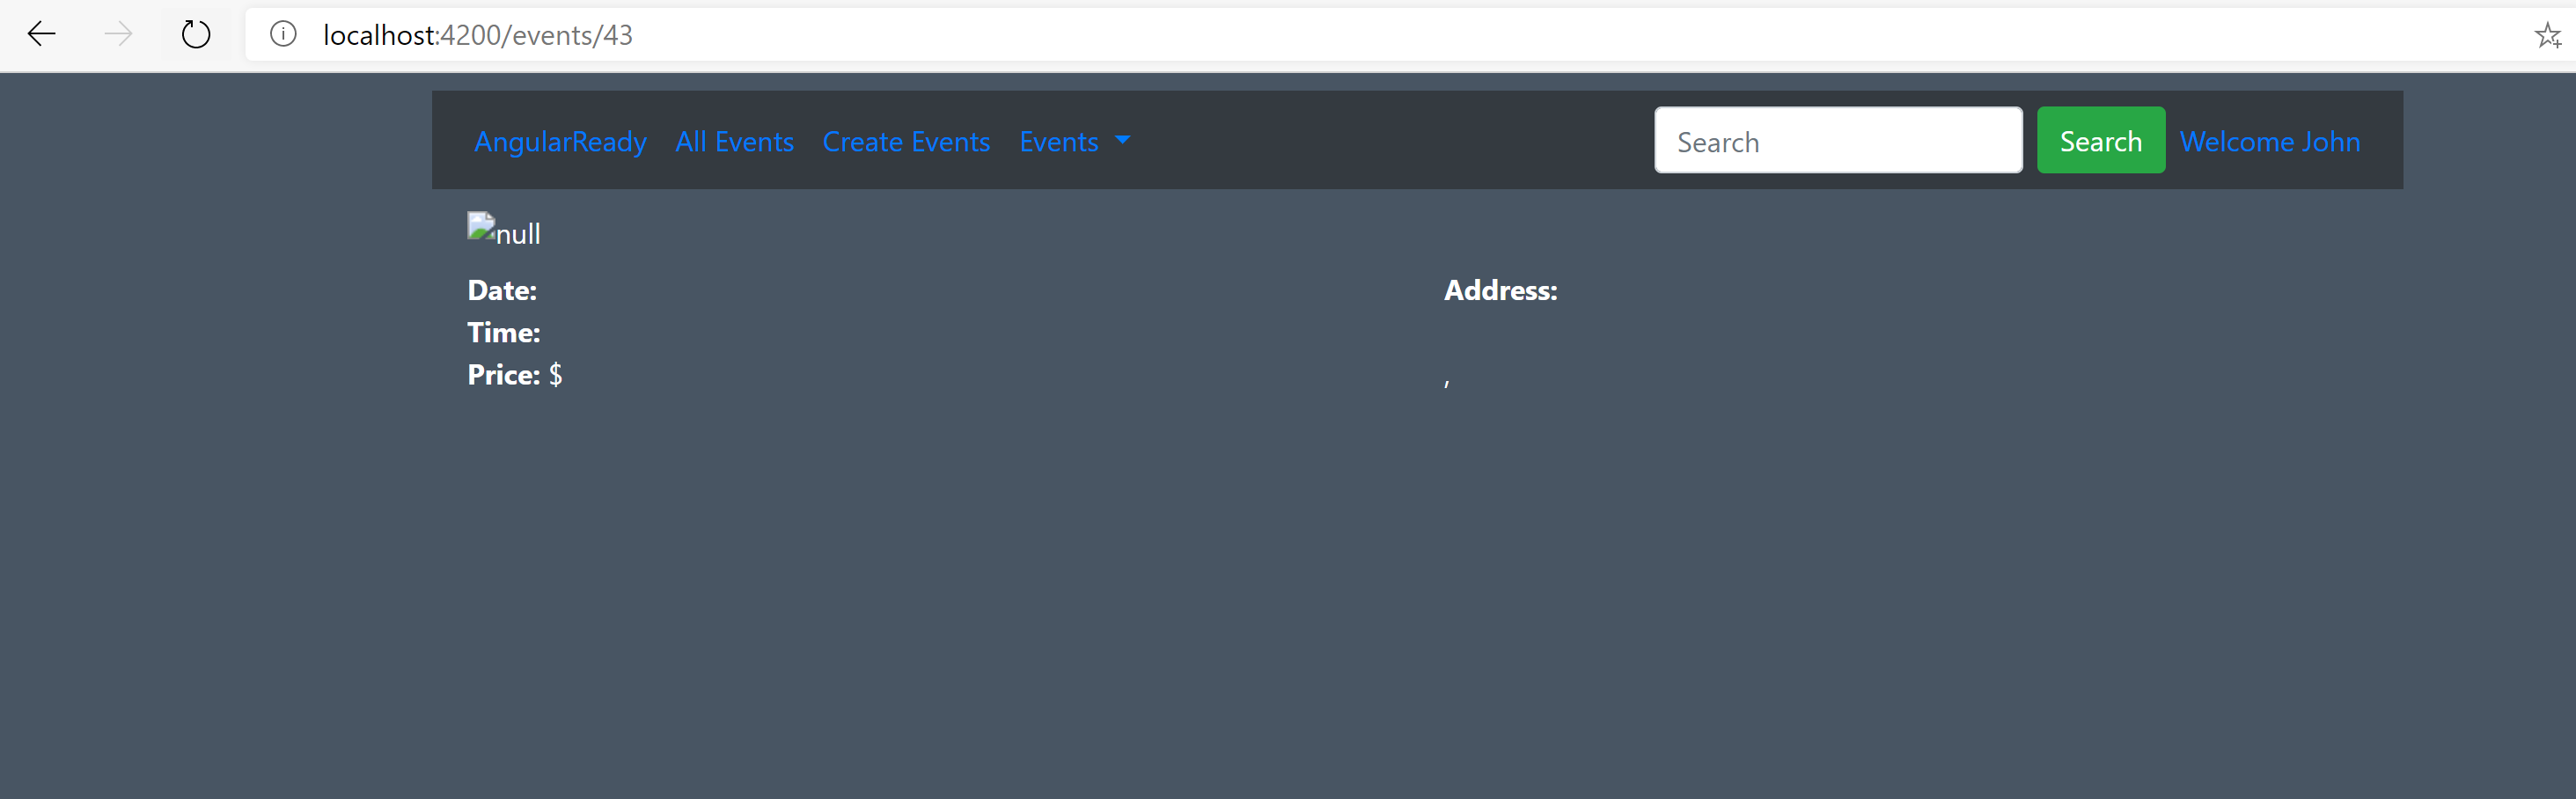 localhost:4200/events/43
AngularReady All Events Create Events Events Search Search Welcome John
null
Date: Address:
Time:
Price: $ ,